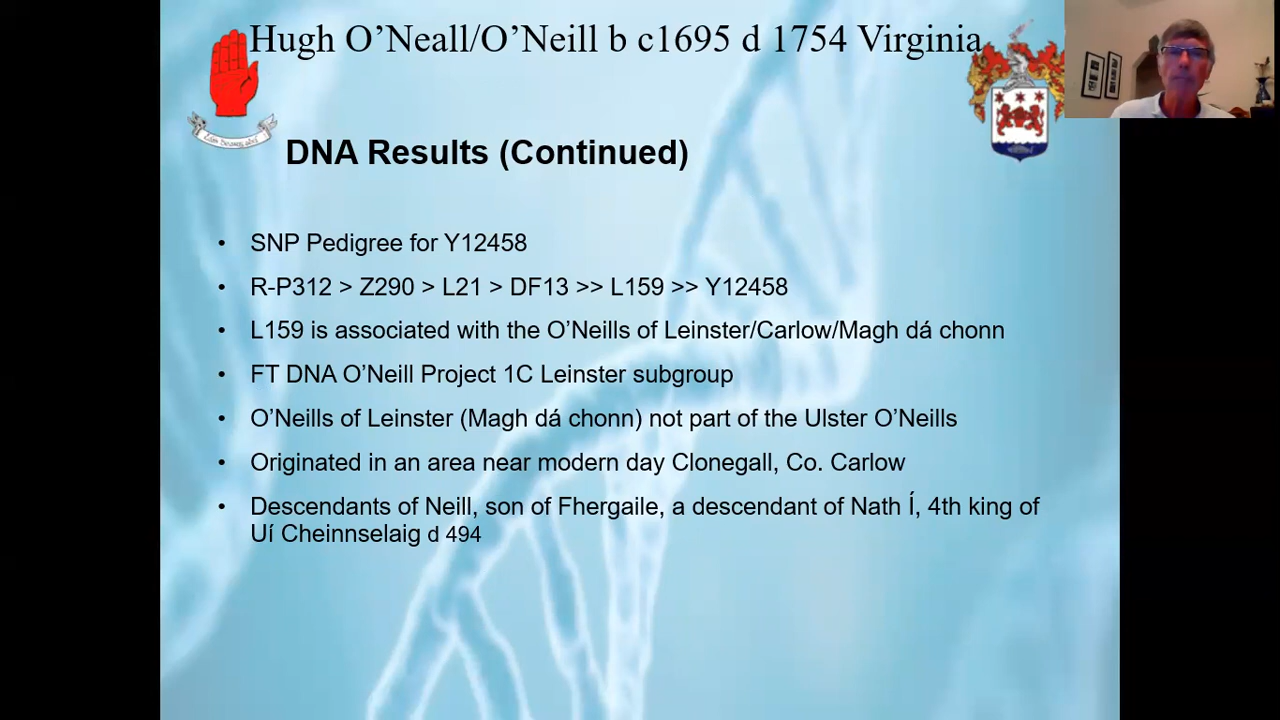 Hugh O’Neall/O’Neill b c1695 d 1754 Virginia
DNA Results (Continued)
• SNP Pedigree for Y12458
• R-P312 > Z290 > L21 > DF13 >> L159 >> Y12458
• L159 is associated with the O’Neills of Leinster/Carlow/Magh dá chonn
• FT DNA O’Neill Project 1C Leinster subgroup
• O’Neills of Leinster (Magh dá chonn) not part of the Ulster O’Neills
• Originated in an area near modern day Clonegall, Co. Carlow
• Descendants of Neill, son of Fhergaile, a descendant of Nath Í, 4th king of
Uí Cheinnselaig d 494